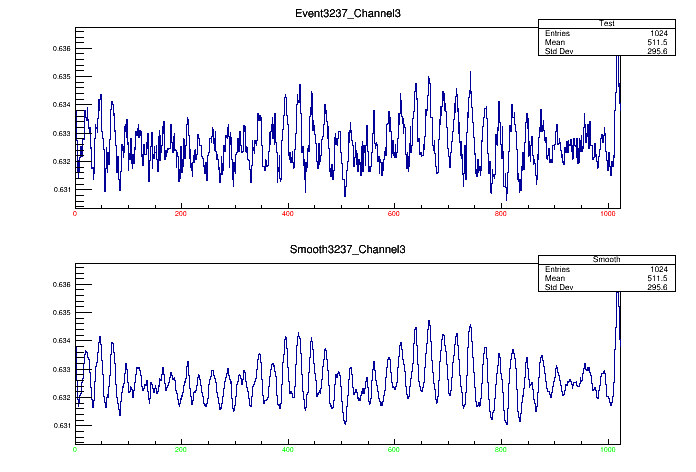 Event3237_Channel3
Test
Entries 1024
Mean 511.5
Std Dev 295.6
0.636
0.635
0.634
0.633
0.632
0.631
0 200 400 600 800 1000
Smooth3237_Channel3
Smooth
Entries 1024
Mean 511.5
Std Dev 295.6
0.636
0.635
0.634
0.633
0.632
0.631
0 200 400 600 800 1000